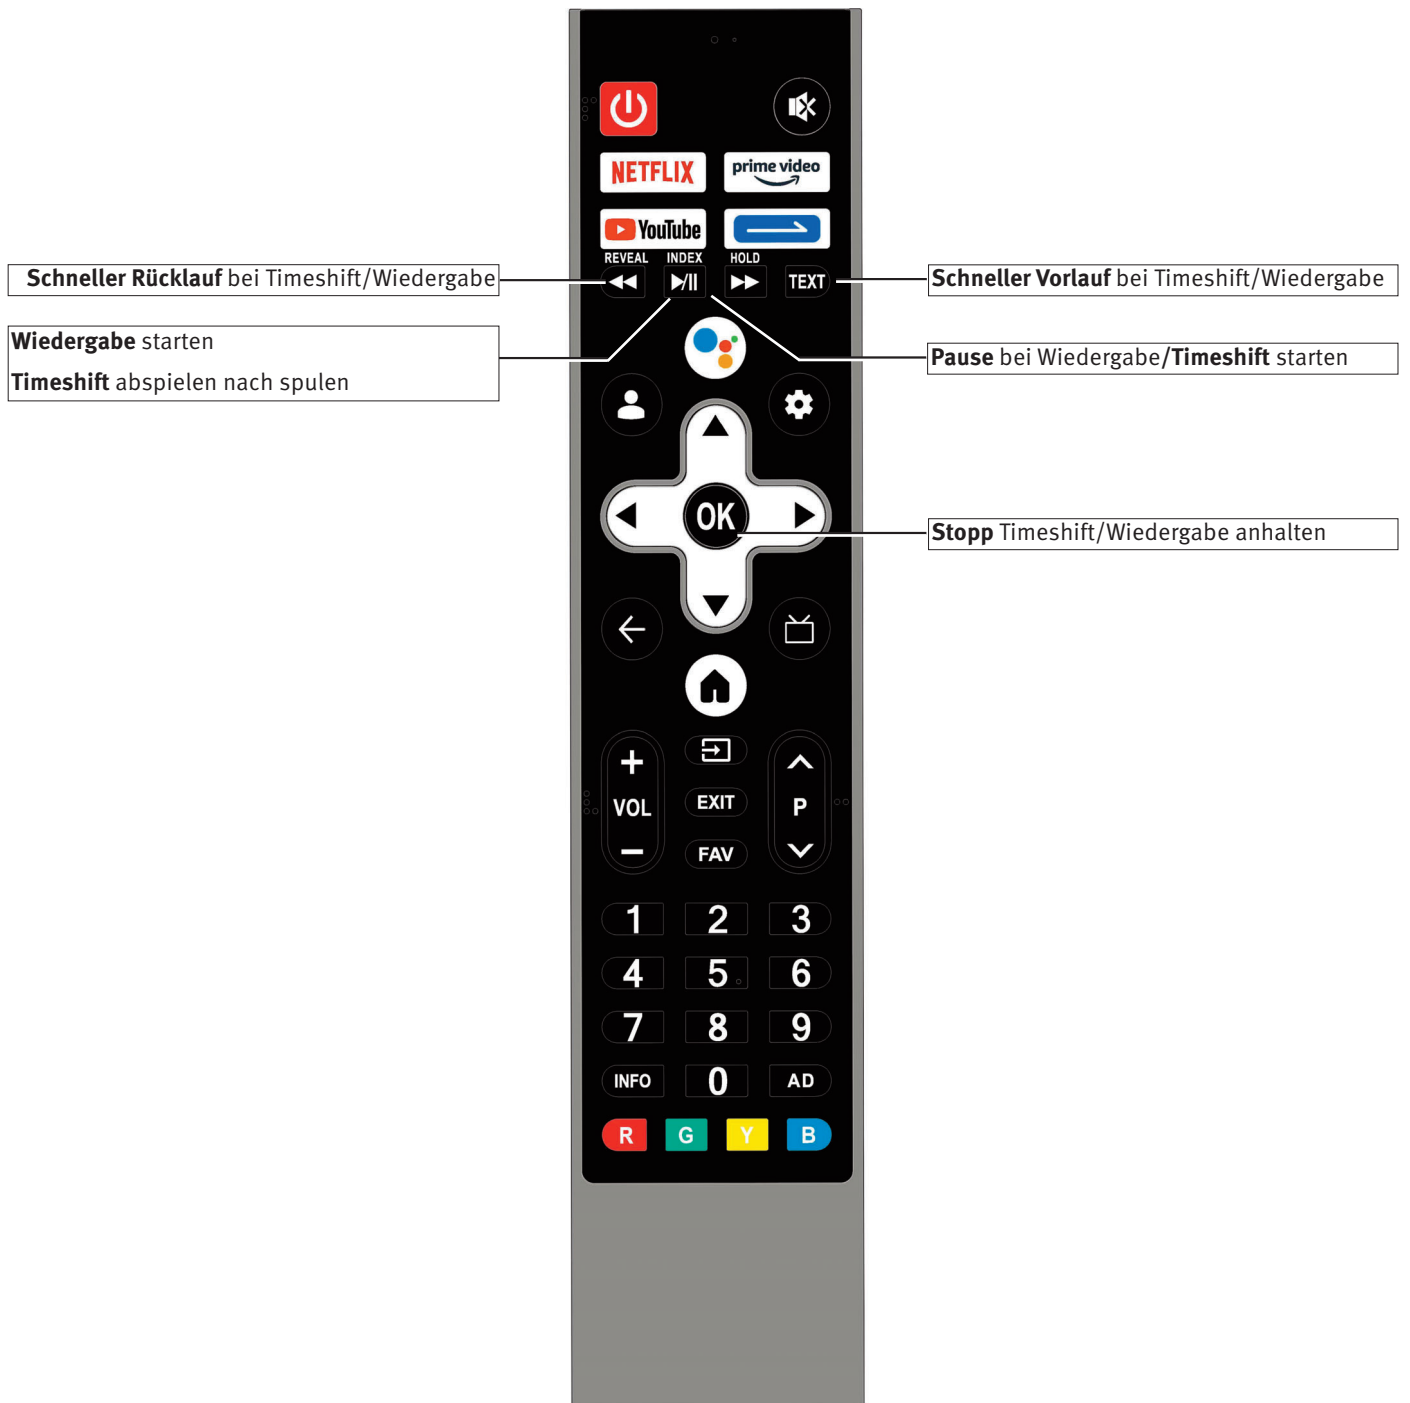 NETFLIX
prime video
YouTube
REVEAL INDEX HOLD
TEXT
Schneller Rücklauf bei Timeshift/Wiedergabe
Schneller Vorlauf bei Timeshift/Wiedergabe
Wiedergabe starten
Timeshift abspielen nach spulen
Pause bei Wiedergabe/Timeshift starten
OK
Stopp Timeshift/Wiedergabe anhalten
VOL
EXIT
P
FAV
1 2 3
4 5 6
7 8 9
INFO 0 AD
R G Y B